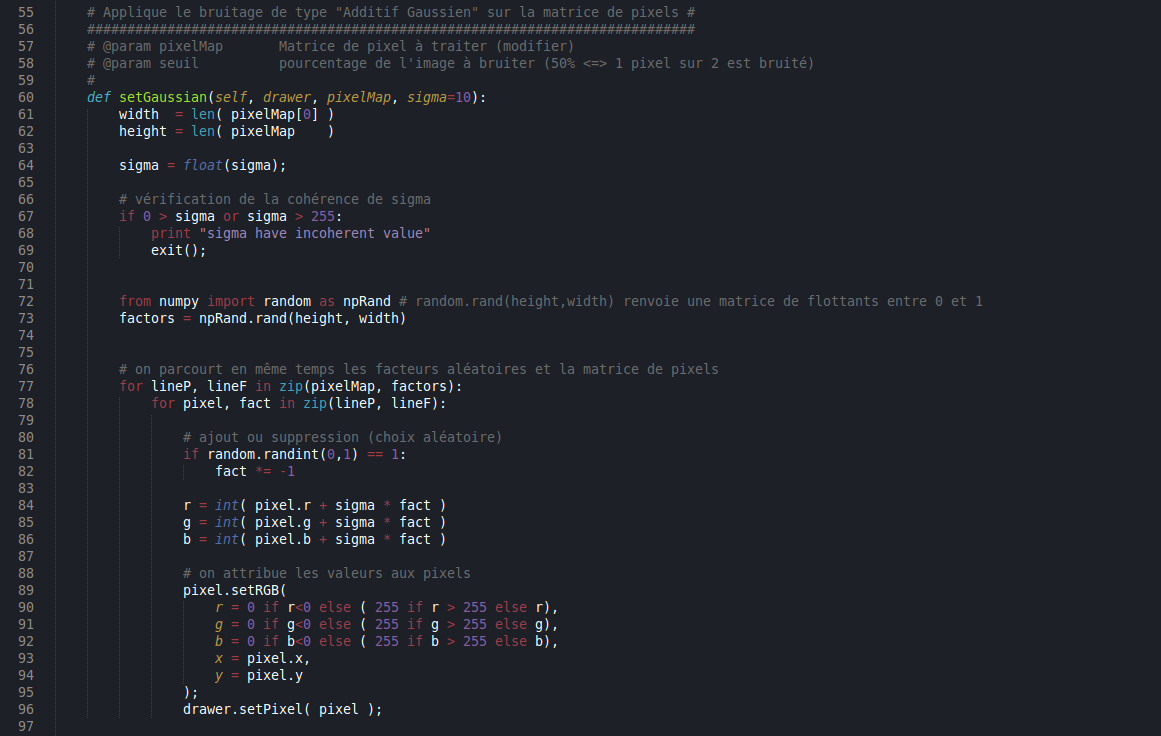 55 # Applique le bruitage de type "Additif Gaussien" sur la matrice de pixels #
56 ############################################################################
57 # @param pixelMap       Matrice de pixel à traiter (modifier)
58 # @param seuil          pourcentage de l'image à bruiter (50% <=> 1 pixel sur 2 est bruité)
59 #
60 def setGaussian(self, drawer, pixelMap, sigma=10):
61     width  = len( pixelMap[0] )
62     height = len( pixelMap    )
63
64     sigma = float(sigma);
65
66     # vérification de la cohérence de sigma
67     if 0 > sigma or sigma > 255:
68         print "sigma have incoherent value"
69         exit();
70
71
72     from numpy import random as npRand # random.rand(height,width) renvoie une matrice de flottants entre 0 et 1
73     factors = npRand.rand(height, width)
74
75
76     # on parcourt en même temps les facteurs aléatoires et la matrice de pixels
77     for lineP, lineF in zip(pixelMap, factors):
78         for pixel, fact in zip(lineP, lineF):
79
80             # ajout ou suppression (choix aléatoire)
81             if random.randint(0,1) == 1:
82                 fact *= -1
83
84             r = int( pixel.r + sigma * fact )
85             g = int( pixel.g + sigma * fact )
86             b = int( pixel.b + sigma * fact )
87
88             # on attribue les valeurs aux pixels
89             pixel.setRGB(
90                 r = 0 if r<0 else ( 255 if r > 255 else r),
91                 g = 0 if g<0 else ( 255 if g > 255 else g),
92                 b = 0 if b<0 else ( 255 if b > 255 else b),
93                 x = pixel.x,
94                 y = pixel.y
95             );
96             drawer.setPixel( pixel );
97